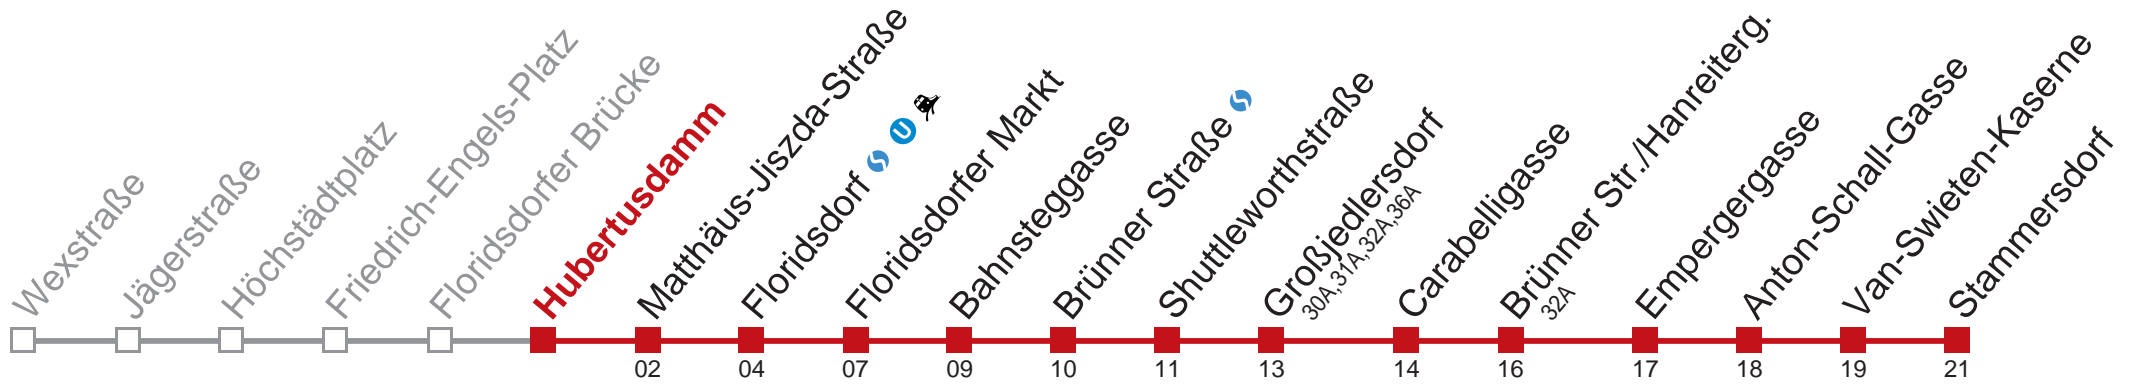 Wexstraße
Jägerstraße
Höchstädtplatz
Friedrich-Engels-Platz
Floridsdorfer Brücke
Hubertusdamm
Matthäus-Jiszda-Straße
Floridsdorf U
Floridsdorfer Markt
Bahnsteggasse
Brünner Straße
Shuttleworthstraße
Großjedlersdorf
30A,31A,32A,36A
Carabelligasse
Brünner Str./Hanreiterg.
32A
Empergergasse
Anton-Schall-Gasse
Van-Swieten-Kaserne
Stammersdorf
02 04 07 09 10 11 13 14 16 17 18 19 21